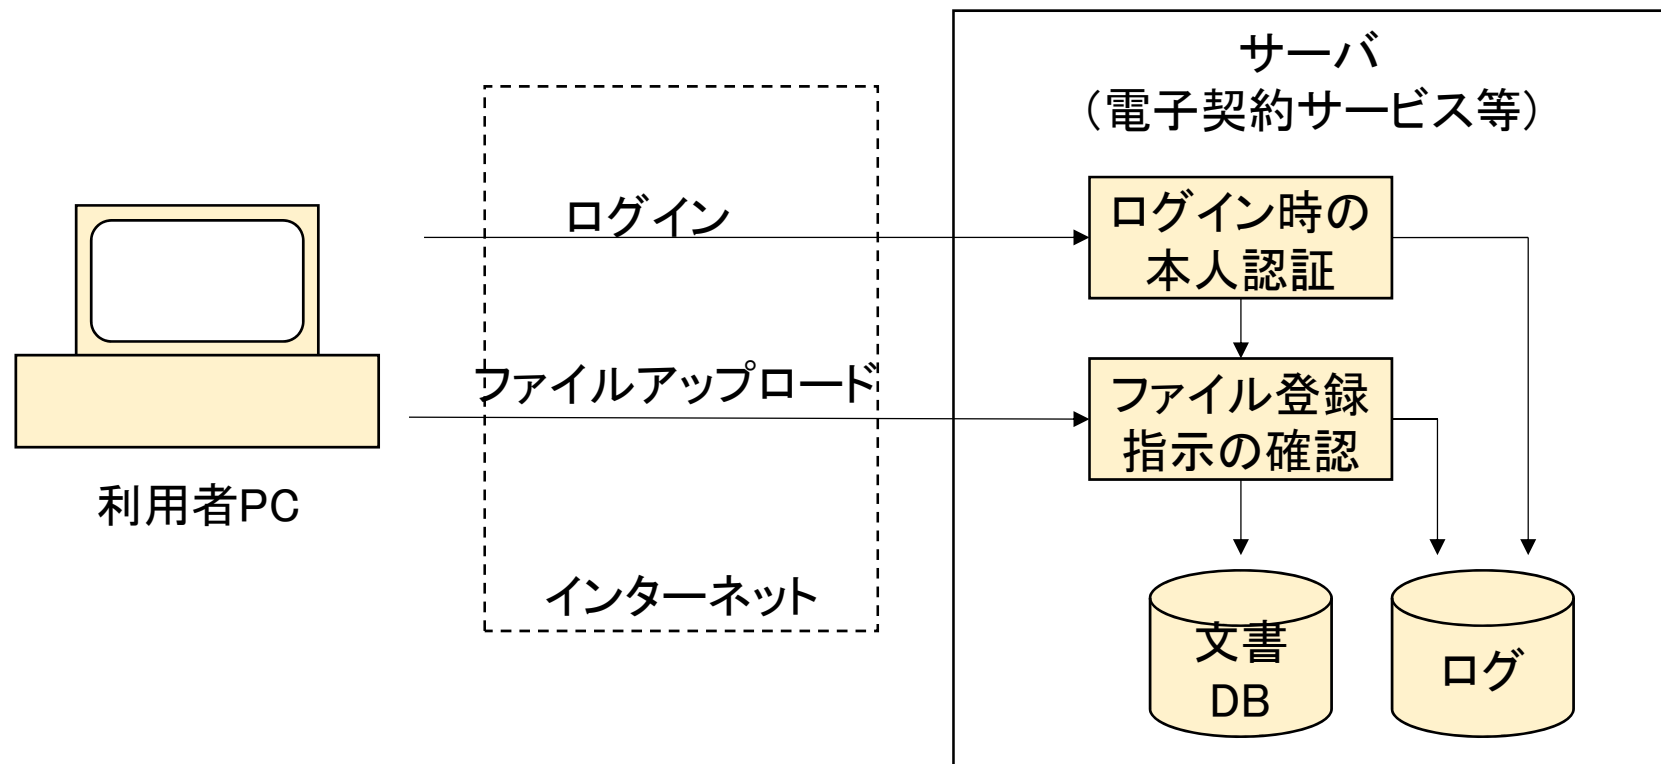 サーバ
（電子契約サービス等）
ログイン
ログイン時の
本人認証
ファイルアップロード
ファイル登録
指示の確認
利用者PC
インターネット
文書
DB
ログ